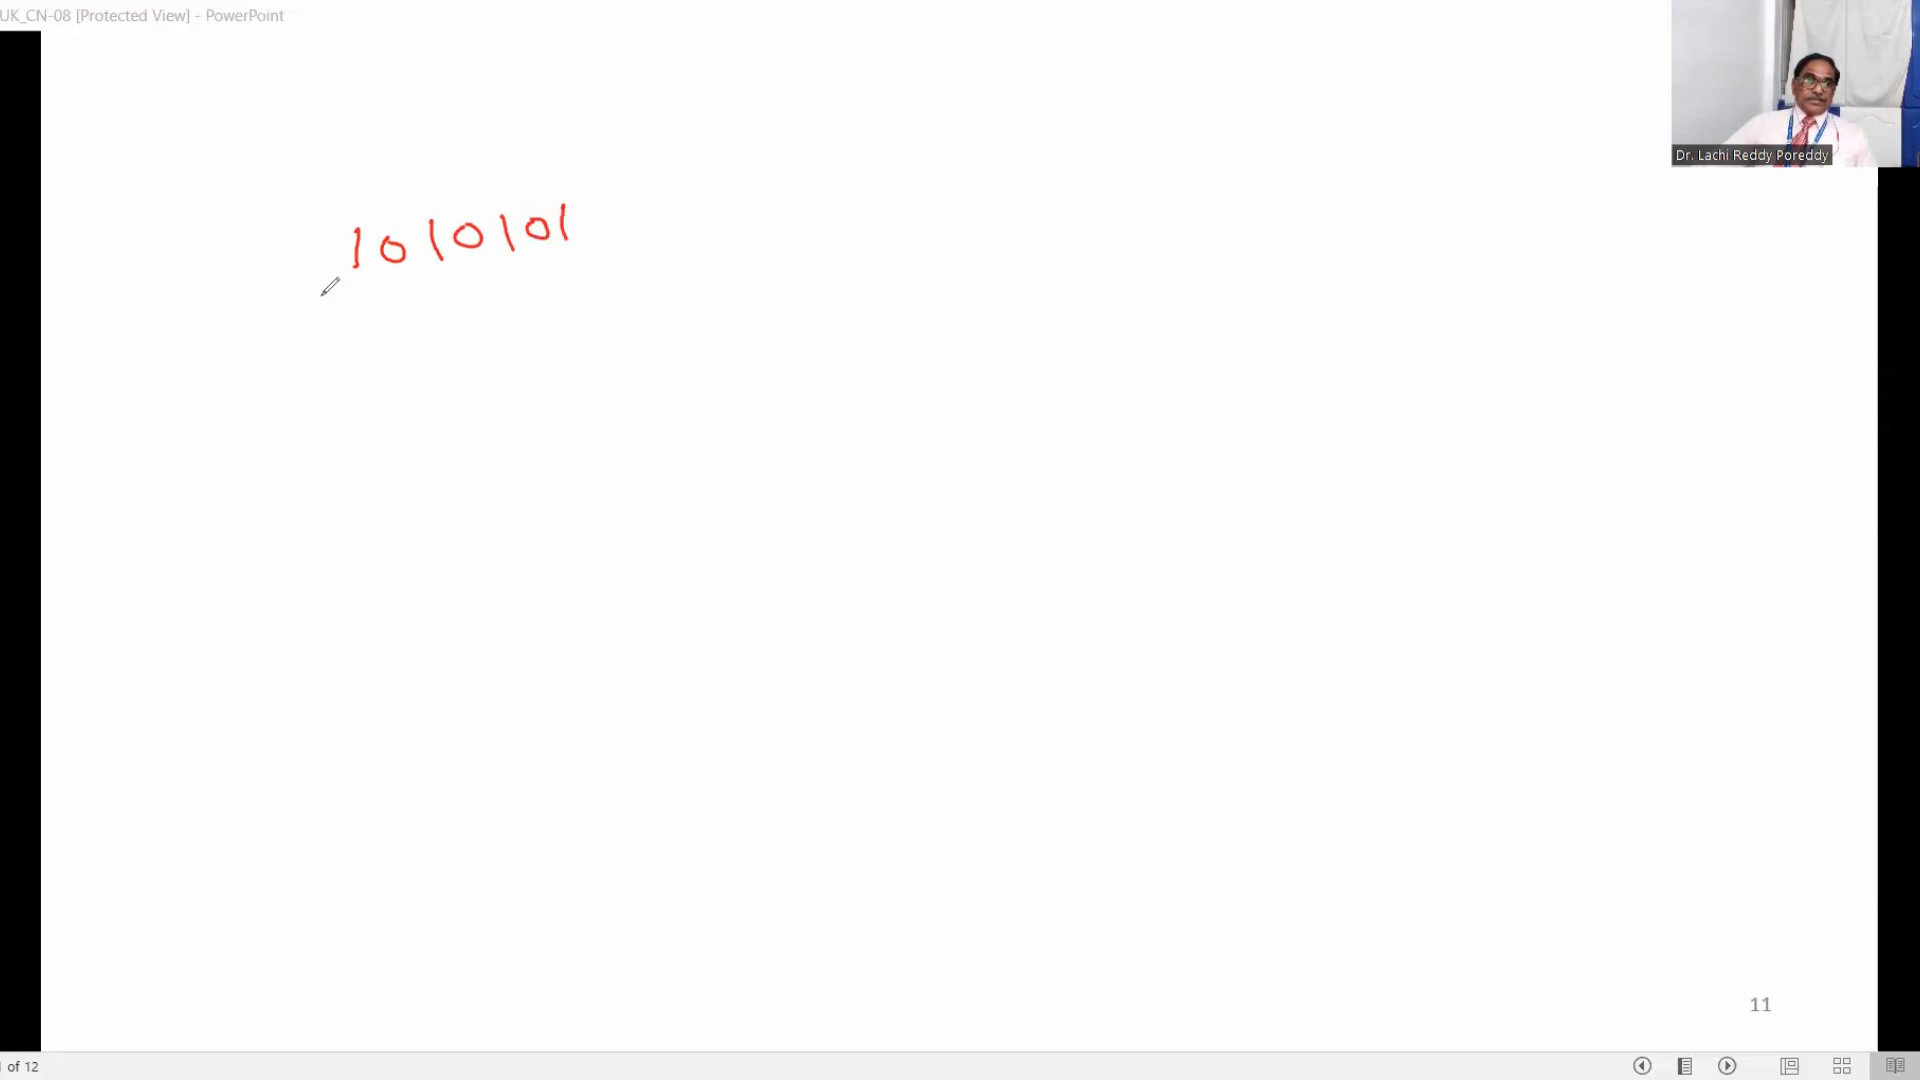 UK_CN-08 [Protected View] - PowerPoint
Dr. Lachi Reddy Poreddy
1010101
11
of 12